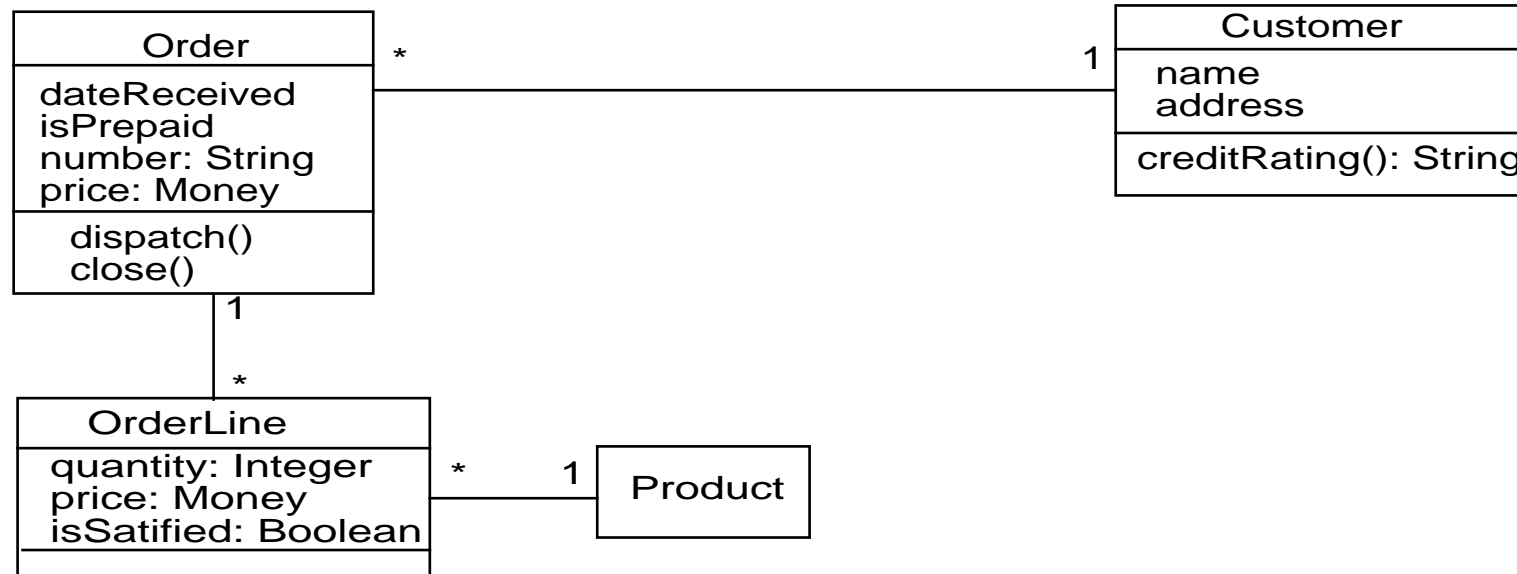 Order
dateReceived
isPrepaid
number: String
price: Money
dispatch()
close()
*
1
Customer
name
address
creditRating(): String
1
*
OrderLine
quantity: Integer
price: Money
isSatified: Boolean
*
1
Product